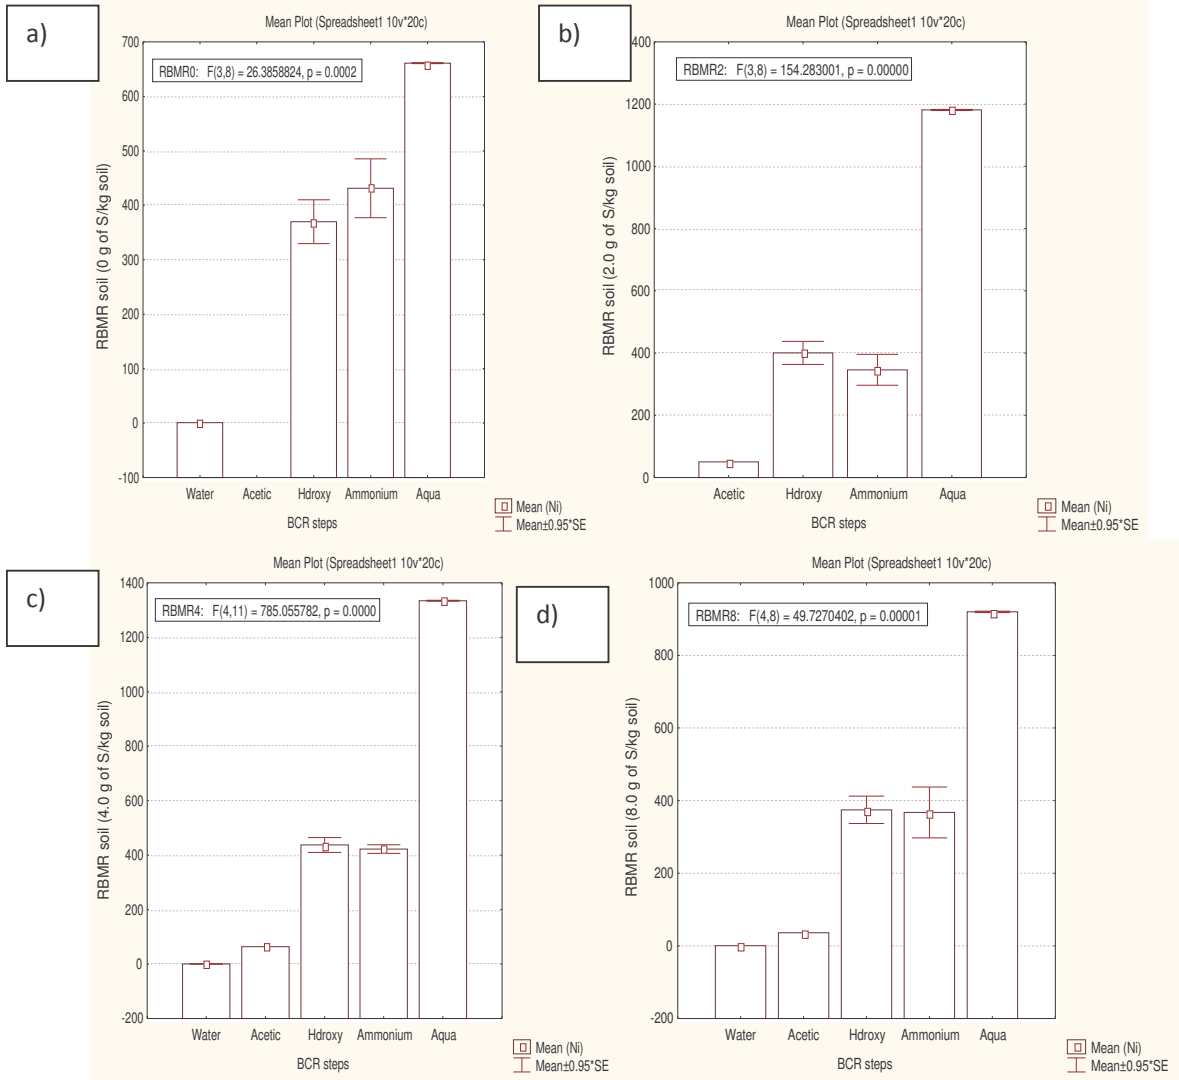 a)
Mean Plot (Spreadsheet1 10v*20c)
RBMR0: F(3,8) = 26.3858824, p = 0.0002
700
600
500
400
300
200
100
0
-100
RBMR soil (0 g of S/kg soil)
Water Acetic Hdroxy Ammonium Aqua
BCR steps
Mean (Ni)
Mean±0.95*SE
b)
Mean Plot (Spreadsheet1 10v*20c)
RBMR2: F(3,8) = 154.283001, p = 0.00000
1400
1200
1000
800
600
400
200
0
RBMR soil (2.0 g of S/kg soil)
Acetic Hdroxy Ammonium Aqua
BCR steps
Mean (Ni)
Mean±0.95*SE
c)
Mean Plot (Spreadsheet1 10v*20c)
RBMR4: F(4,11) = 785.055782, p = 0.0000
1400
1200
1000
800
600
400
200
0
-200
RBMR soil (4.0 g of S/kg soil)
Water Acetic Hdroxy Ammonium Aqua
BCR steps
Mean (Ni)
Mean±0.95*SE
d)
Mean Plot (Spreadsheet1 10v*20c)
RBMR8: F(4,8) = 49.7270402, p = 0.00001
1000
800
600
400
200
0
-200
RBMR soil (8.0 g of S/kg soil)
Water Acetic Hdroxy Ammonium Aqua
BCR steps
Mean (Ni)
Mean±0.95*SE